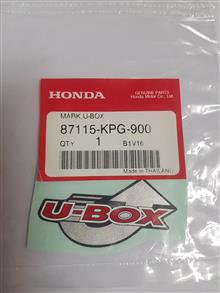 HONDA
GENUINE PARTS
Honda Motor Co., Ltd.
MARK,U-BOX
87115-KPG-900
QTY 1 B1V16
Made in THAILAND
U-BOX